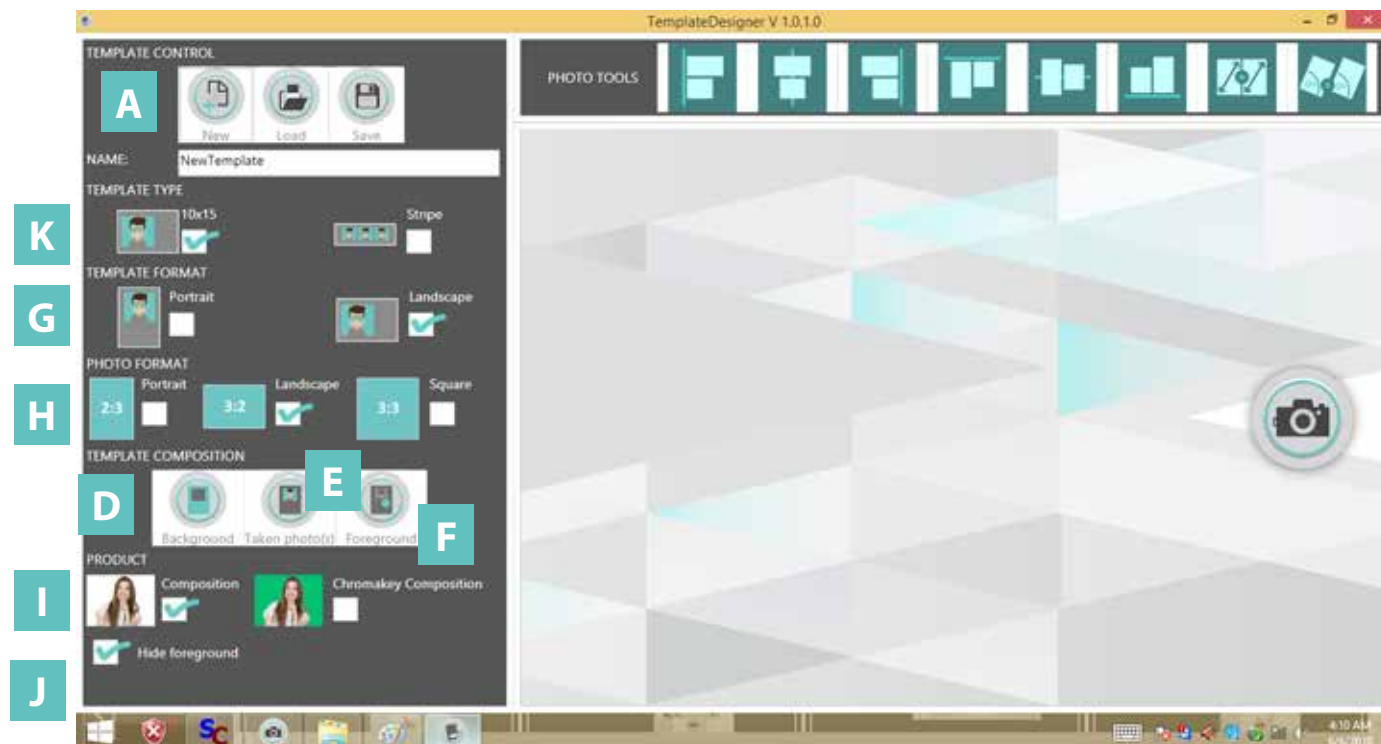 TemplateDesigner V 1.0.1.0
TEMPLATE CONTROL
A
New Load Save
NAME: NewTemplate
TEMPLATE TYPE
K
10x15 Stripe
TEMPLATE FORMAT
G
Portrait Landscape
PHOTO FORMAT
H
2:3 Portrait 3:2 Landscape 3:3 Square
TEMPLATE COMPOSITION
D
E
F
Background Taken photo(s) Foreground
PRODUCT
I
Composition Chromakey Composition
Hide foreground
J
PHOTO TOOLS
SC
4:10 AM